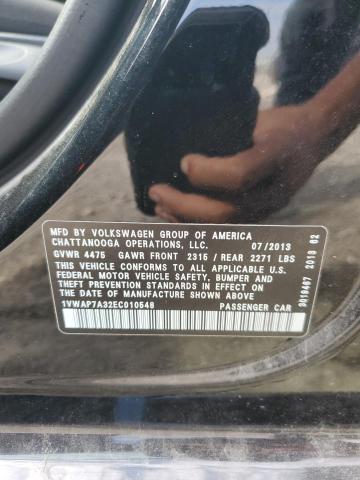 MFD. BY VOLKSWAGEN GROUP OF AMERICA
CHATTANOOGA OPERATIONS, LLC. 07/2013
GVWR 4475 GAWR FRONT 2315 / REAR 2271 LBS
THIS VEHICLE CONFORMS TO ALL APPLICABLE U.S.
FEDERAL MOTOR VEHICLE SAFETY, BUMPER AND
THEFT PREVENTION STANDARDS IN EFFECT ON THE
DATE OF MANUFACTURE SHOWN ABOVE.
1VWAP7A32EC010548 PASSENGER CAR